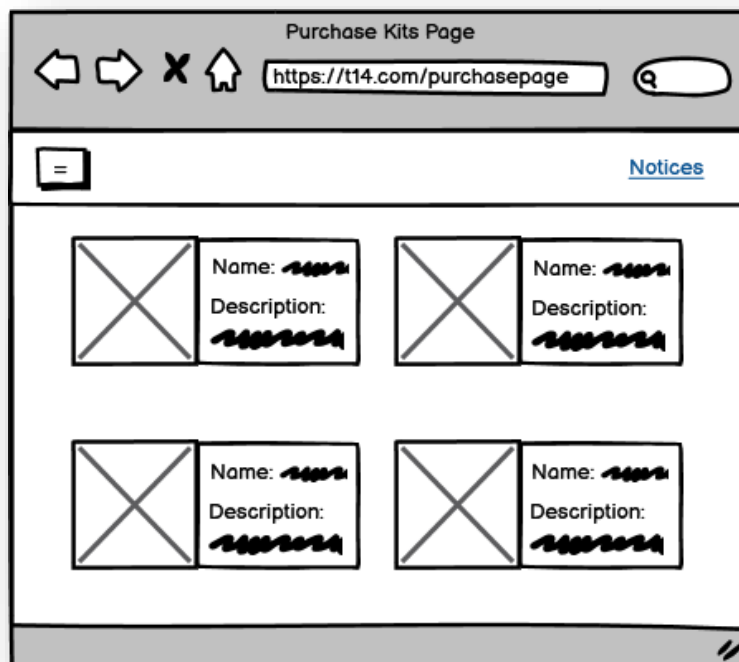 Purchase Kits Page
https://t14.com/purchasepage
=
Notices
Name:
Description:
Name:
Description:
Name:
Description:
Name:
Description: